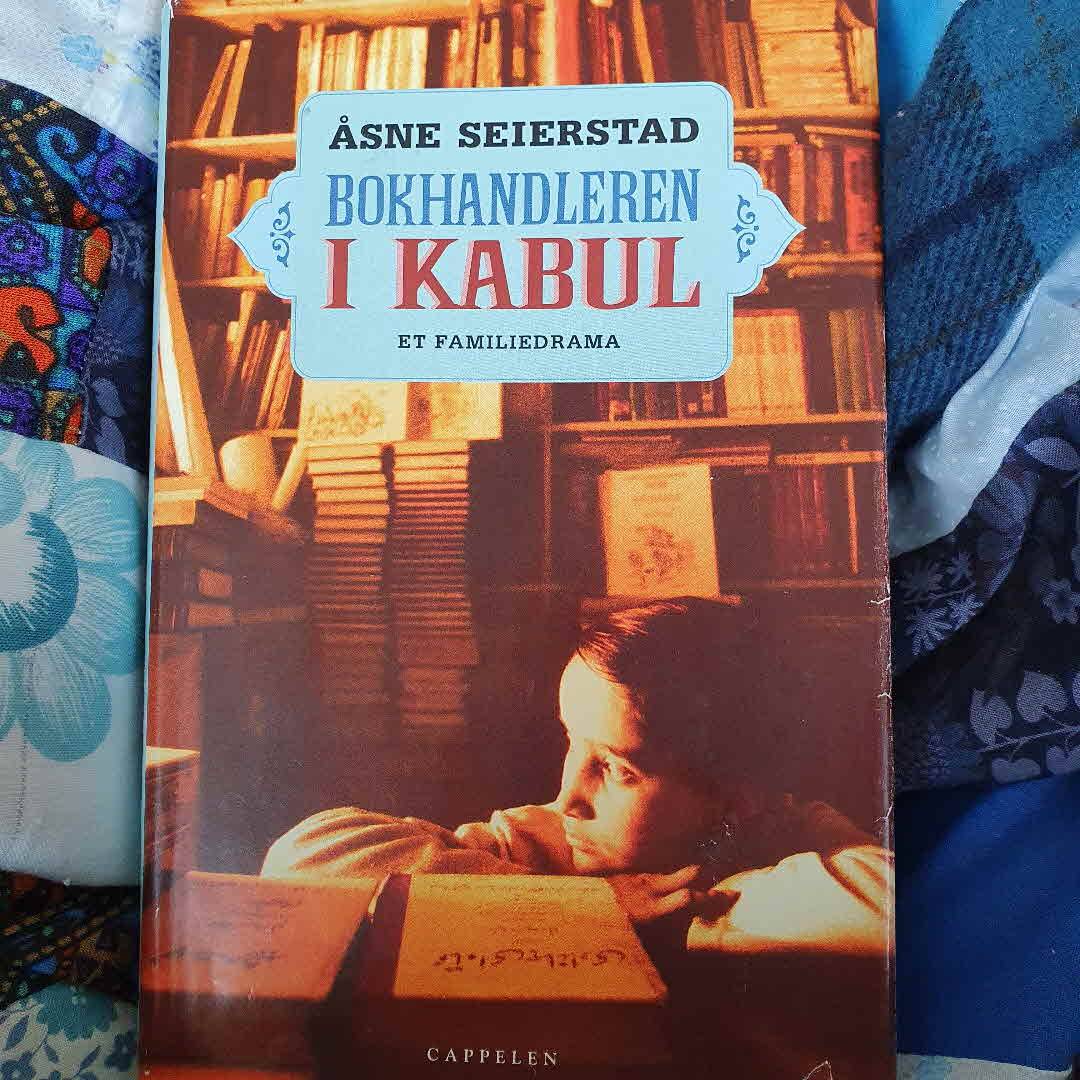 ÅSNE SEIERSTAD
BOKHANDLEREN
I KABUL
ET FAMILIEDRAMA
CAPPELEN